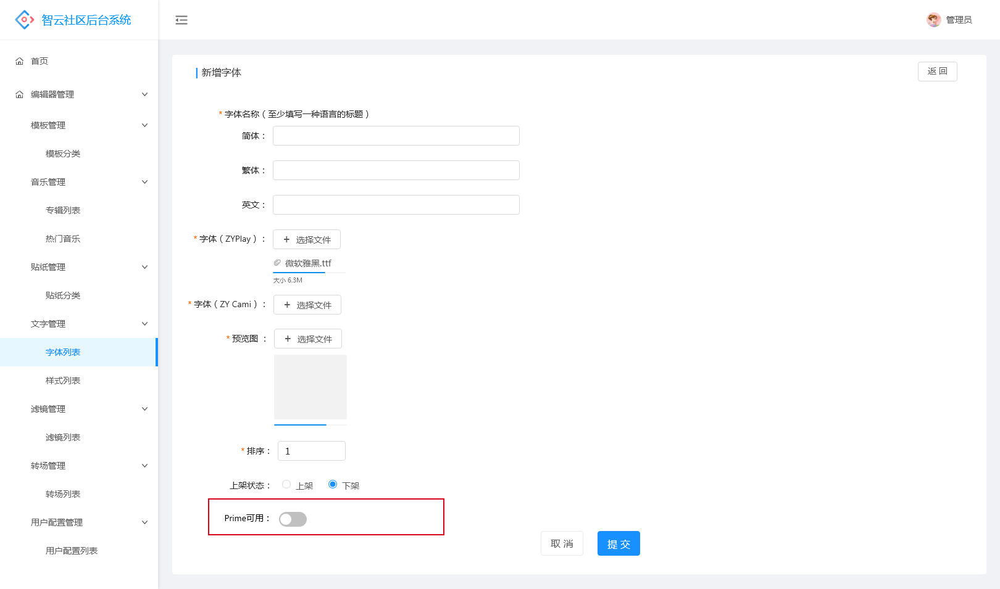 智云社区后台系统
管理员
首页
编辑器管理
模板管理
模板分类
音乐管理
专辑列表
热门音乐
贴纸管理
贴纸分类
文字管理
字体列表
样式列表
滤镜管理
滤镜列表
转场管理
转场列表
用户配置管理
用户配置列表
新增字体
返 回
*字体名称（至少填写一种语言的标题）
简体：
繁体：
英文：
*字体（ZYPlay）： + 选择文件
微软雅黑.ttf
大小 6.3M
*字体（ZY Cami）： + 选择文件
*预览图 ： + 选择文件
*排序： 1
上架状态： 上架 下架
Prime可用：
取 消 提 交